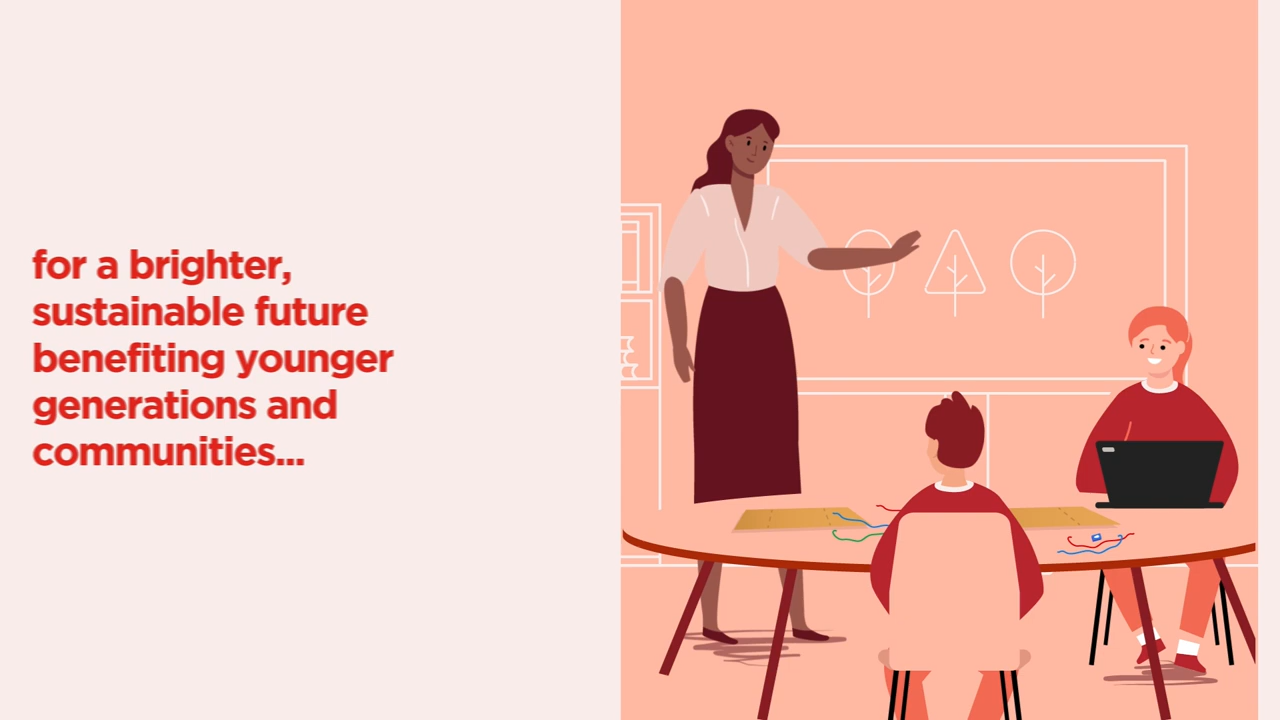 for a brighter,
sustainable future
benefiting younger
generations and
communities...